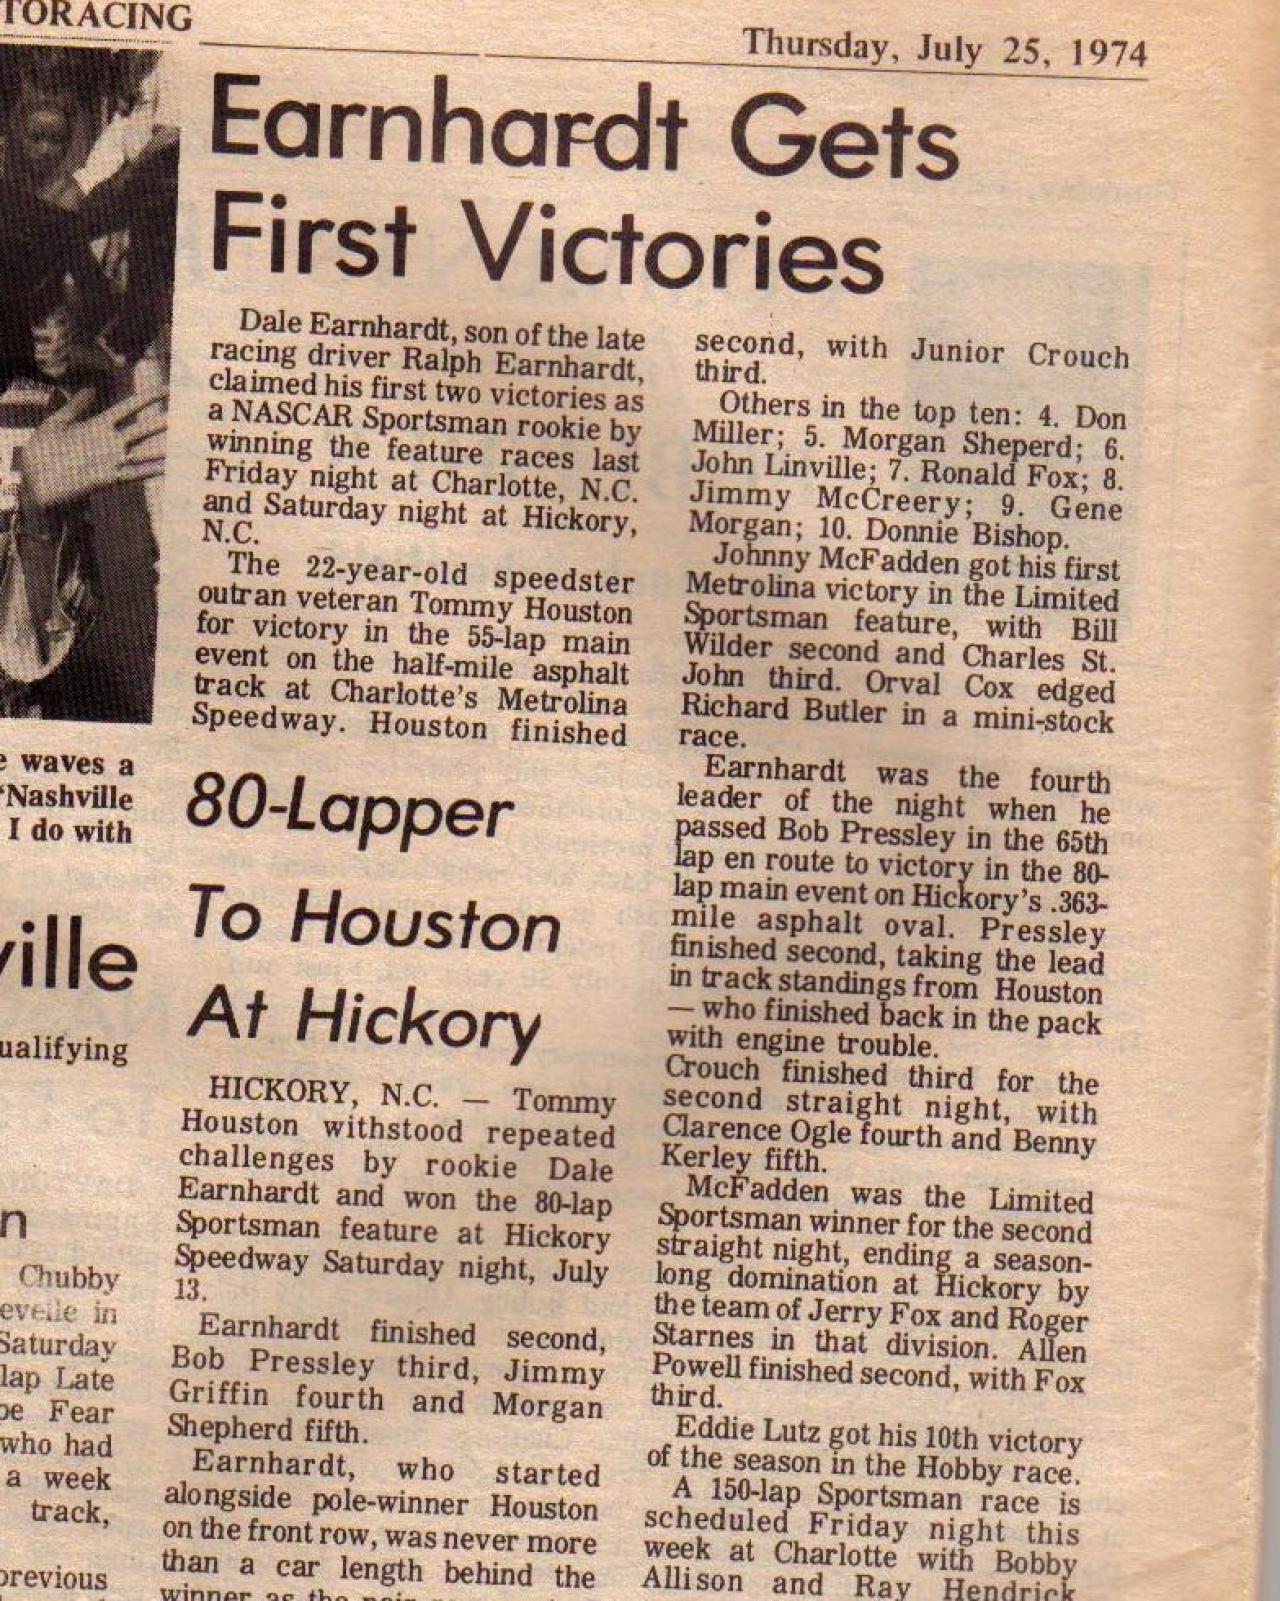 TORACING
Thursday, July 25, 1974
Earnhardt Gets
First Victories
Dale Earnhardt, son of the late
racing driver Ralph Earnhardt,
claimed his first two victories as
a NASCAR Sportsman rookie by
winning the feature races last
Friday night at Charlotte, N.C.
and Saturday night at Hickory,
N.C.
The 22-year-old speedster
outran veteran Tommy Houston
for victory in the 55-lap main
event on the half-mile asphalt
track at Charlotte's Metrolina
Speedway. Houston finished
second, with Junior Crouch
third.
Others in the top ten: 4. Don
Miller; 5. Morgan Sheperd; 6.
John Linville; 7. Ronald Fox; 8.
Jimmy McCreery; 9. Gene
Morgan; 10. Donnie Bishop.
Johnny McFadden got his first
Metrolina victory in the Limited
Sportsman feature, with Bill
Wilder second and Charles St.
John third. Orval Cox edged
Richard Butler in a mini-stock
race.
Earnhardt was the fourth
leader of the night when he
passed Bob Pressley in the 65th
lap en route to victory in the 80-
lap main event on Hickory's .363-
mile asphalt oval. Pressley
finished second, taking the lead
in track standings from Houston
— who finished back in the pack
with engine trouble.
Crouch finished third for the
second straight night, with
Clarence Ogle fourth and Benny
Kerley fifth.
McFadden was the Limited
Sportsman winner for the second
straight night, ending a season-
long domination at Hickory by
the team of Jerry Fox and Roger
Starnes in that division. Allen
Powell finished second, with Fox
third.
Eddie Lutz got his 10th victory
of the season in the Hobby race.
A 150-lap Sportsman race is
scheduled Friday night this
week at Charlotte with Bobby
Allison and Ray Hendrick
80-Lapper
To Houston
At Hickory
HICKORY, N.C. — Tommy
Houston withstood repeated
challenges by rookie Dale
Earnhardt and won the 80-lap
Sportsman feature at Hickory
Speedway Saturday night, July
13.
Earnhardt finished second,
Bob Pressley third, Jimmy
Griffin fourth and Morgan
Shepherd fifth.
Earnhardt, who started
alongside pole-winner Houston
on the front row, was never more
than a car length behind the
winner as the pair
e waves a
"Nashville
I do with
ville
ualifying
n
Chubby
eveile in
Saturday
lap Late
pe Fear
who had
a week
track,
previous